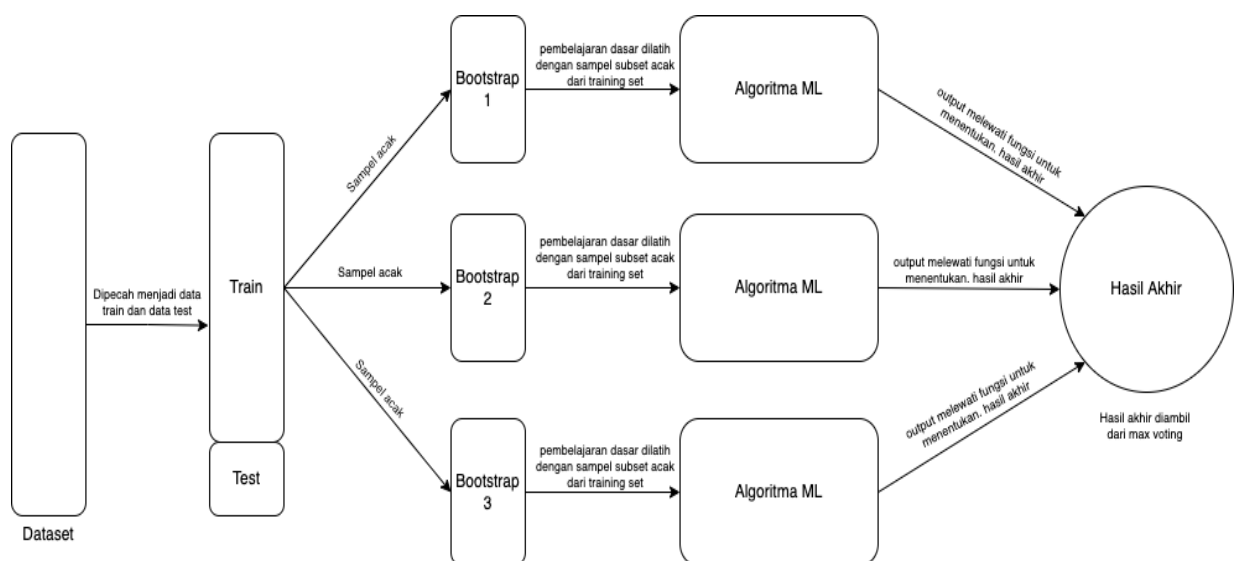 Dataset
Dipecah menjadi data
train dan data test
Train
Test
Sampel acak
Sampel acak
Sampel acak
Bootstrap
1
pembelajaran dasar dilatih
dengan sampel subset acak
dari training set
Algoritma ML
output melewati fungsi untuk
menentukan. hasil akhir
Bootstrap
2
pembelajaran dasar dilatih
dengan sampel subset acak
dari training set
Algoritma ML
output melewati fungsi untuk
menentukan. hasil akhir
Bootstrap
3
pembelajaran dasar dilatih
dengan sampel subset acak
dari training set
Algoritma ML
output melewati fungsi untuk
menentukan. hasil akhir
Hasil Akhir
Hasil akhir diambil
dari max voting